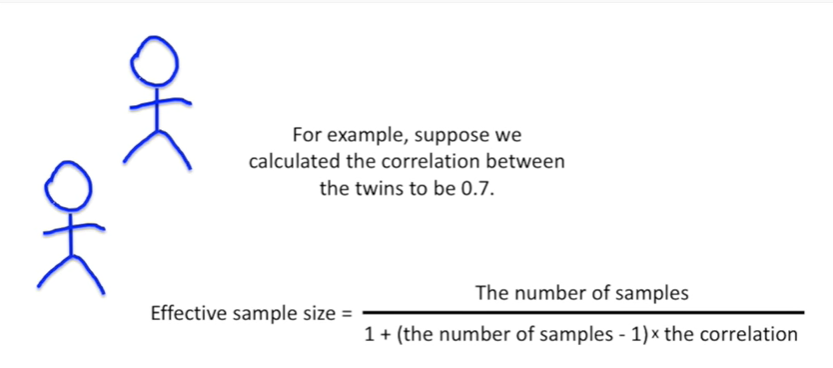 For example, suppose we
calculated the correlation between
the twins to be 0.7.
The number of samples
Effective sample size =
1 + (the number of samples - 1) × the correlation